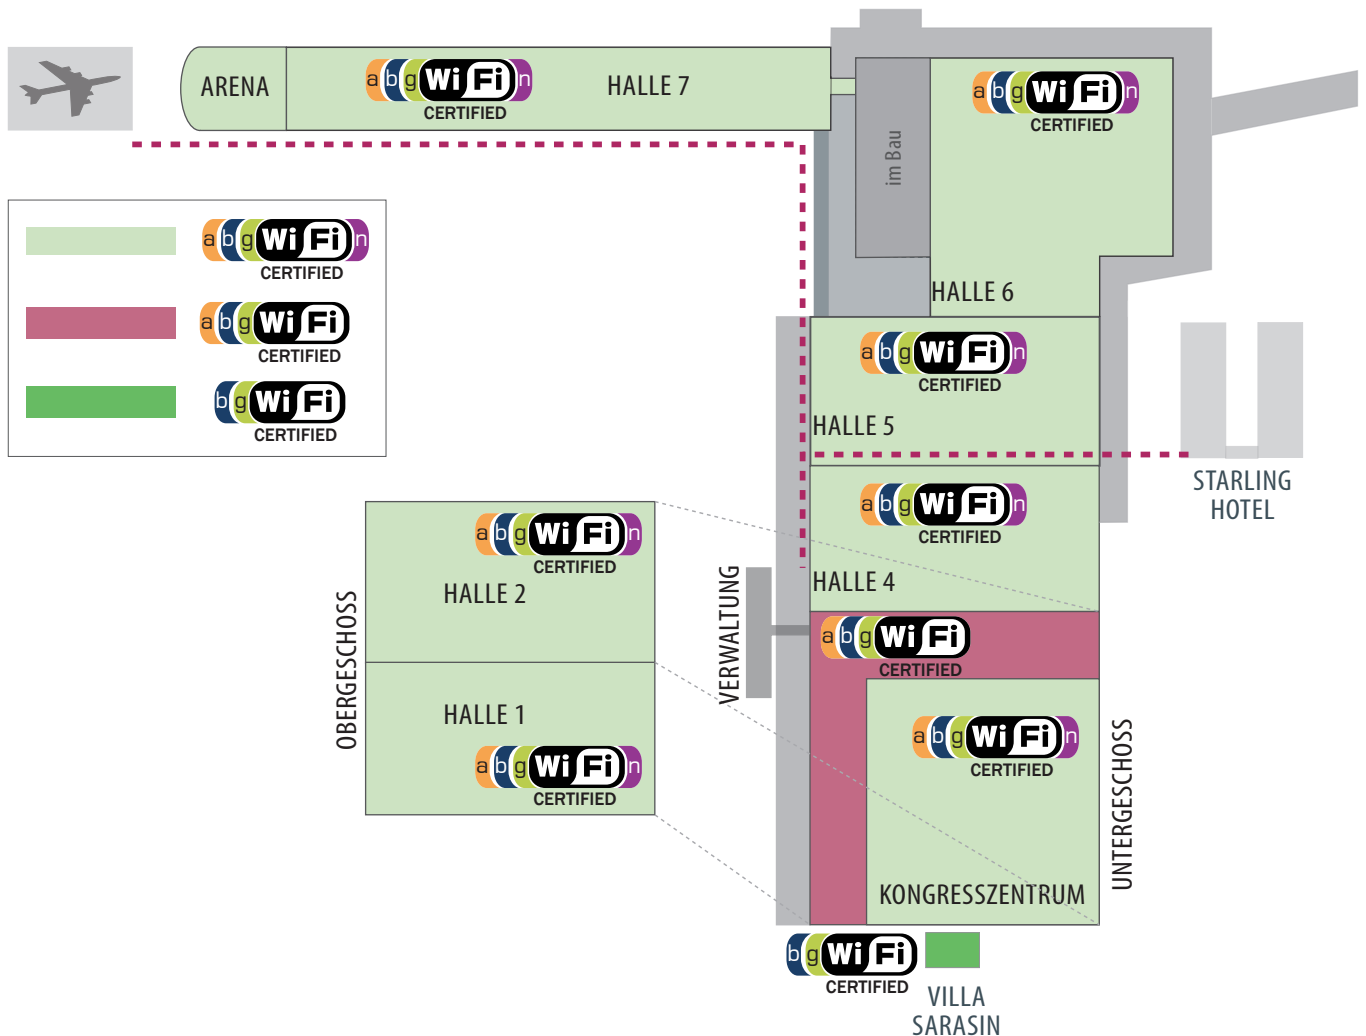 ARENA
a b g Wi Fi n
CERTIFIED
HALLE 7
a b g Wi Fi n
CERTIFIED
im Bau
HALLE 6
a b g Wi Fi n
CERTIFIED
a b g Wi Fi
CERTIFIED
b g Wi Fi
CERTIFIED
a b g Wi Fi n
CERTIFIED
HALLE 5
STARLING
HOTEL
a b g Wi Fi n
CERTIFIED
HALLE 4
OBERGESCHOSS
a b g Wi Fi n
CERTIFIED
HALLE 2
HALLE 1
a b g Wi Fi n
CERTIFIED
VERWALTUNG
a b g Wi Fi
CERTIFIED
a b g Wi Fi n
CERTIFIED
KONGRESSZENTRUM
UNTERGESCHOSS
b g Wi Fi
CERTIFIED
VILLA
SARASIN